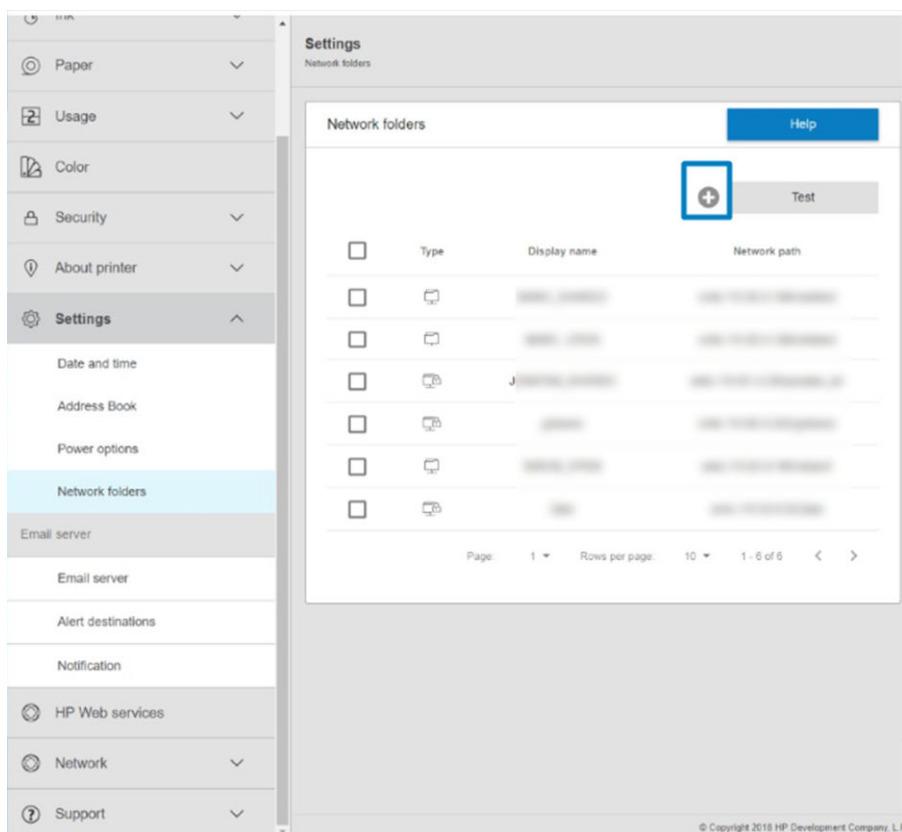 Ink
Paper
Usage
Color
Security
About printer
Settings
Date and time
Address Book
Power options
Network folders
Email server
Email server
Alert destinations
Notification
HP Web services
Network
Support
Settings
Network folders
Network folders
Help
Test
Type Display name Network path
Page: 1 Rows per page: 10 1 - 6 of 6
© Copyright 2018 HP Development Company, L.